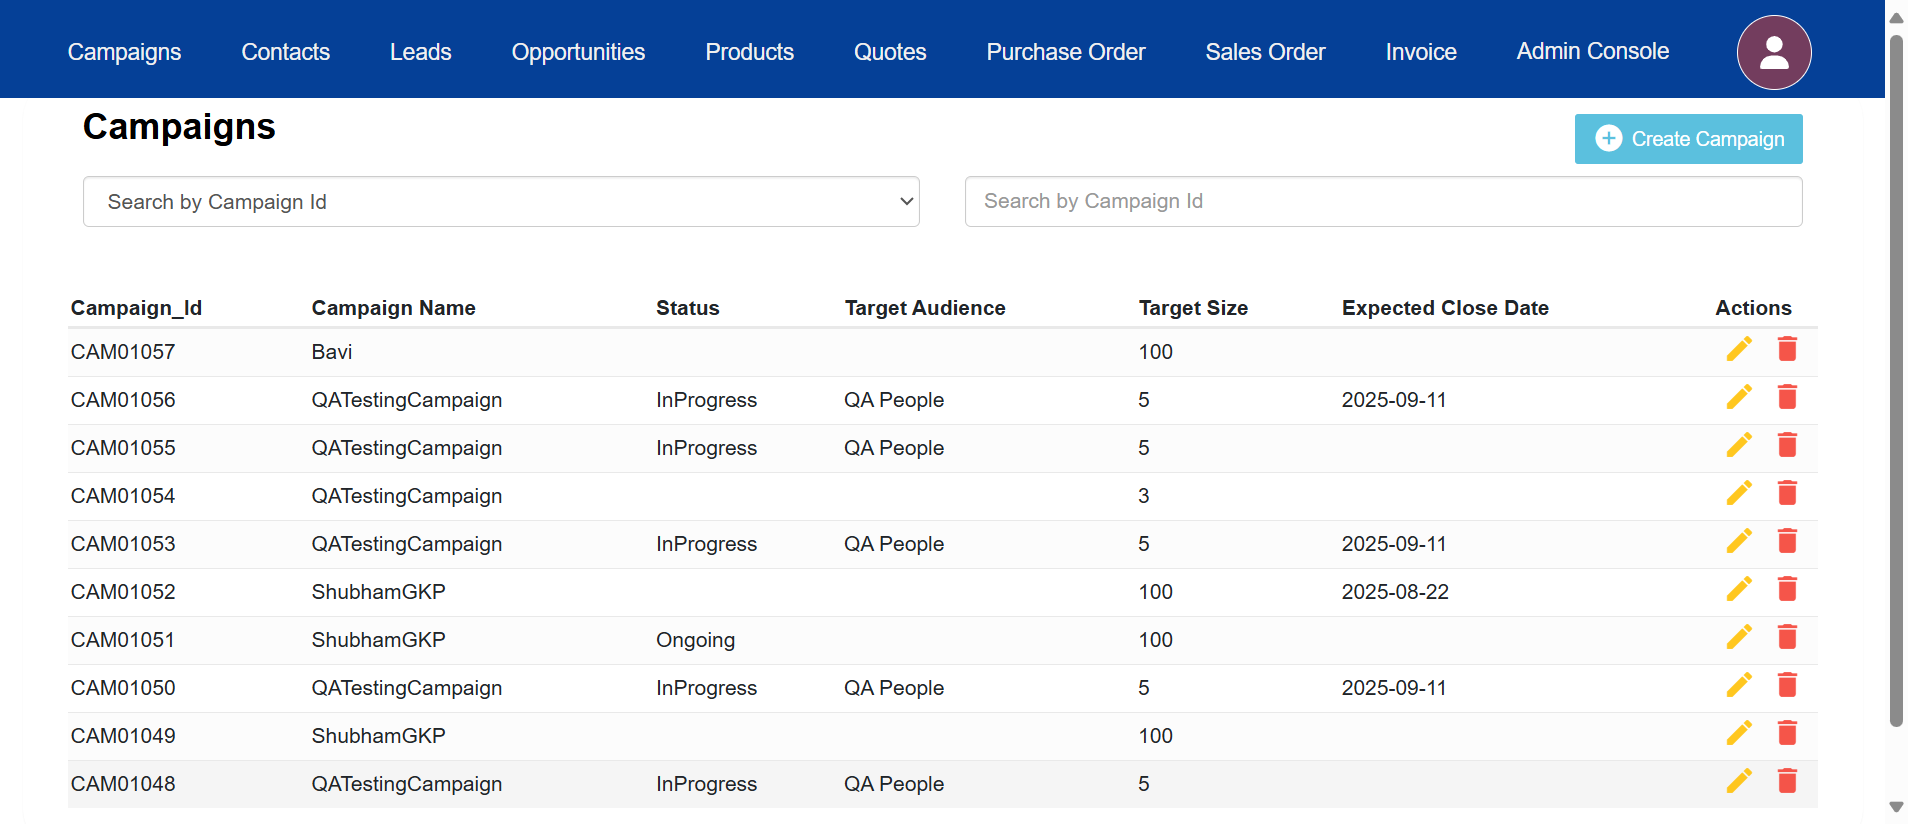 Campaigns Contacts Leads Opportunities Products Quotes Purchase Order Sales Order Invoice Admin Console
Campaigns
Create Campaign
Search by Campaign Id Search by Campaign Id
Campaign_Id Campaign Name Status Target Audience Target Size Expected Close Date Actions
CAM01057 Bavi 100
CAM01056 QATestingCampaign InProgress QA People 5 2025-09-11
CAM01055 QATestingCampaign InProgress QA People 5
CAM01054 QATestingCampaign 3
CAM01053 QATestingCampaign InProgress QA People 5 2025-09-11
CAM01052 ShubhamGKP 100 2025-08-22
CAM01051 ShubhamGKP Ongoing 100
CAM01050 QATestingCampaign InProgress QA People 5 2025-09-11
CAM01049 ShubhamGKP 100
CAM01048 QATestingCampaign InProgress QA People 5